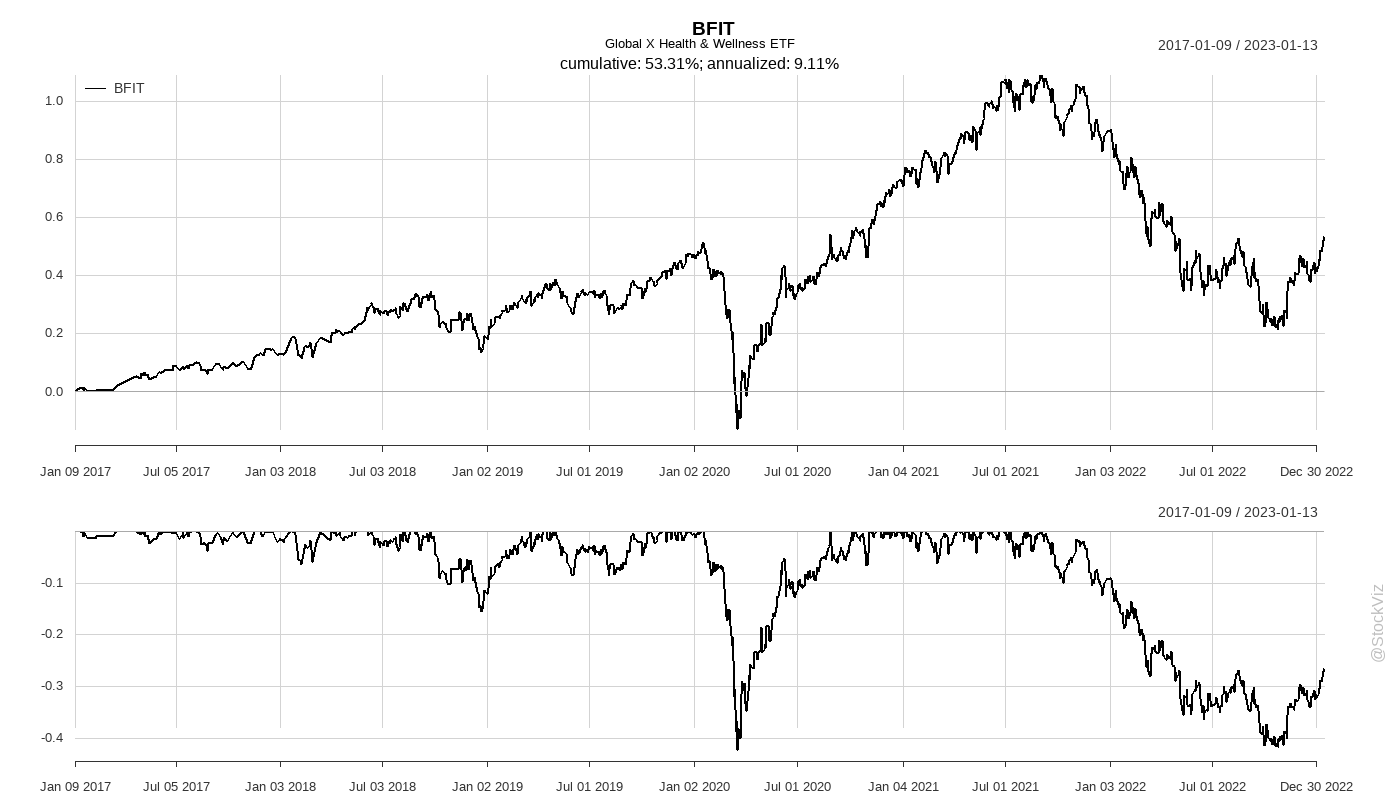 BFIT
Global X Health & Wellness ETF
cumulative: 53.31%; annualized: 9.11%
2017-01-09 / 2023-01-13
BFIT
1.0
0.8
0.6
0.4
0.2
0.0
Jan 09 2017 Jul 05 2017 Jan 03 2018 Jul 03 2018 Jan 02 2019 Jul 01 2019 Jan 02 2020 Jul 01 2020 Jan 04 2021 Jul 01 2021 Jan 03 2022 Jul 01 2022 Dec 30 2022
2017-01-09 / 2023-01-13
-0.1
-0.2
-0.3
-0.4
Jan 09 2017 Jul 05 2017 Jan 03 2018 Jul 03 2018 Jan 02 2019 Jul 01 2019 Jan 02 2020 Jul 01 2020 Jan 04 2021 Jul 01 2021 Jan 03 2022 Jul 01 2022 Dec 30 2022
@StockViz